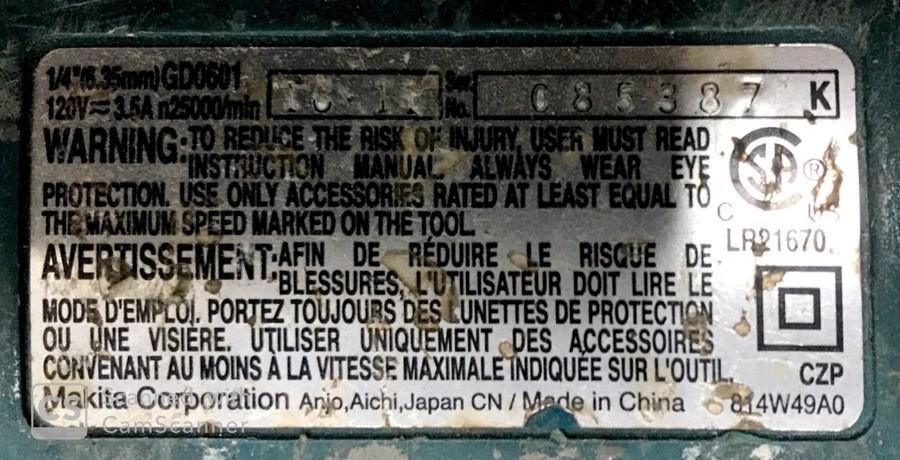 1/4"(6.35mm) GD0601
120V⎓ 3.5A n25000/min
Ser. No. 085387 K
WARNING: TO REDUCE THE RISK OF INJURY, USER MUST READ
INSTRUCTION MANUAL. ALWAYS WEAR EYE
PROTECTION. USE ONLY ACCESSORIES RATED AT LEAST EQUAL TO
THE MAXIMUM SPEED MARKED ON THE TOOL.
AVERTISSEMENT: AFIN DE RÉDUIRE LE RISQUE DE
BLESSURES, L'UTILISATEUR DOIT LIRE LE
MODE D'EMPLOI. PORTEZ TOUJOURS DES LUNETTES DE PROTECTION
OU UNE VISIÈRE. UTILISER UNIQUEMENT DES ACCESSOIRES
CONVENANT AU MOINS À LA VITESSE MAXIMALE INDIQUÉE SUR L'OUTIL.
Makita Corporation Anjo,Aichi,Japan CN / Made in China
SA ®
C US
LR21670
CZP
814W49A0
CS CamScanner